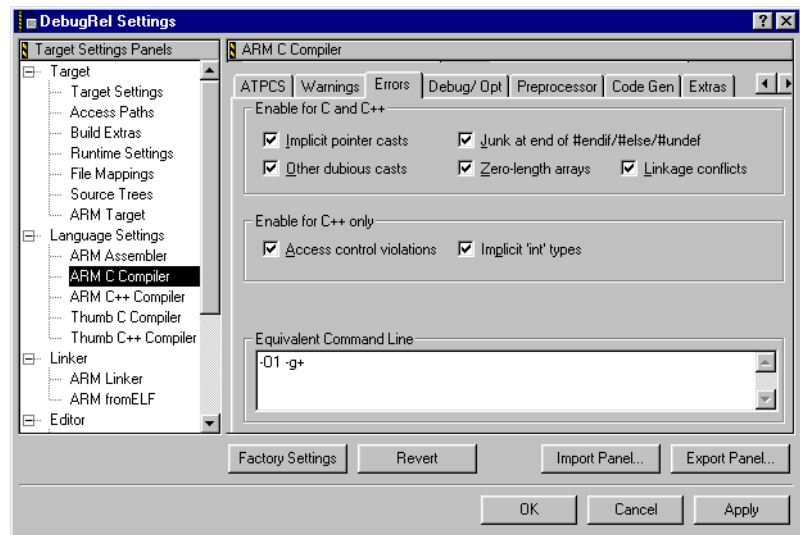 DebugRel Settings
Target Settings Panels
Target
Target Settings
Access Paths
Build Extras
Runtime Settings
File Mappings
Source Trees
ARM Target
Language Settings
ARM Assembler
ARM C Compiler
ARM C++ Compiler
Thumb C Compiler
Thumb C++ Compiler
Linker
ARM Linker
ARM fromELF
Editor
ARM C Compiler
ATPCS Warnings Errors Debug/ Opt Preprocessor Code Gen Extras
Enable for C and C++
Implicit pointer casts Junk at end of #endif/#else/#undef
Other dubious casts Zero-length arrays Linkage conflicts
Enable for C++ only
Access control violations Implicit 'int' types
Equivalent Command Line
-O1 -g+
Factory Settings Revert Import Panel... Export Panel...
OK Cancel Apply